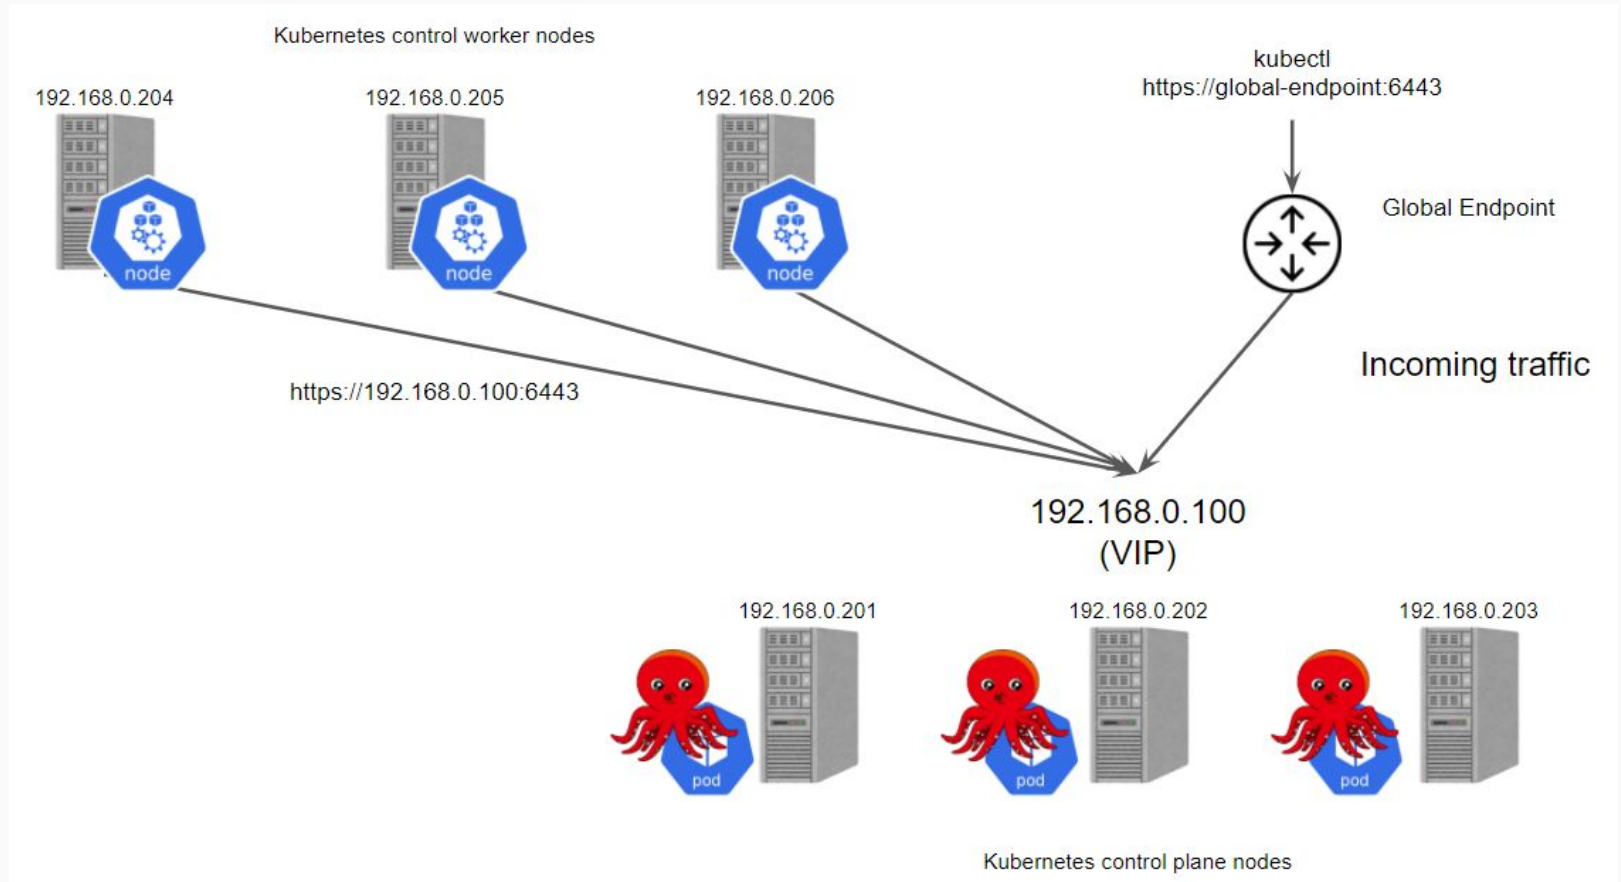 Kubernetes control worker nodes
kubectl
https://global-endpoint:6443
192.168.0.204
192.168.0.205
192.168.0.206
Global Endpoint
node
node
node
Incoming traffic
https://192.168.0.100:6443
192.168.0.100
(VIP)
192.168.0.201
192.168.0.202
192.168.0.203
pod
pod
pod
Kubernetes control plane nodes